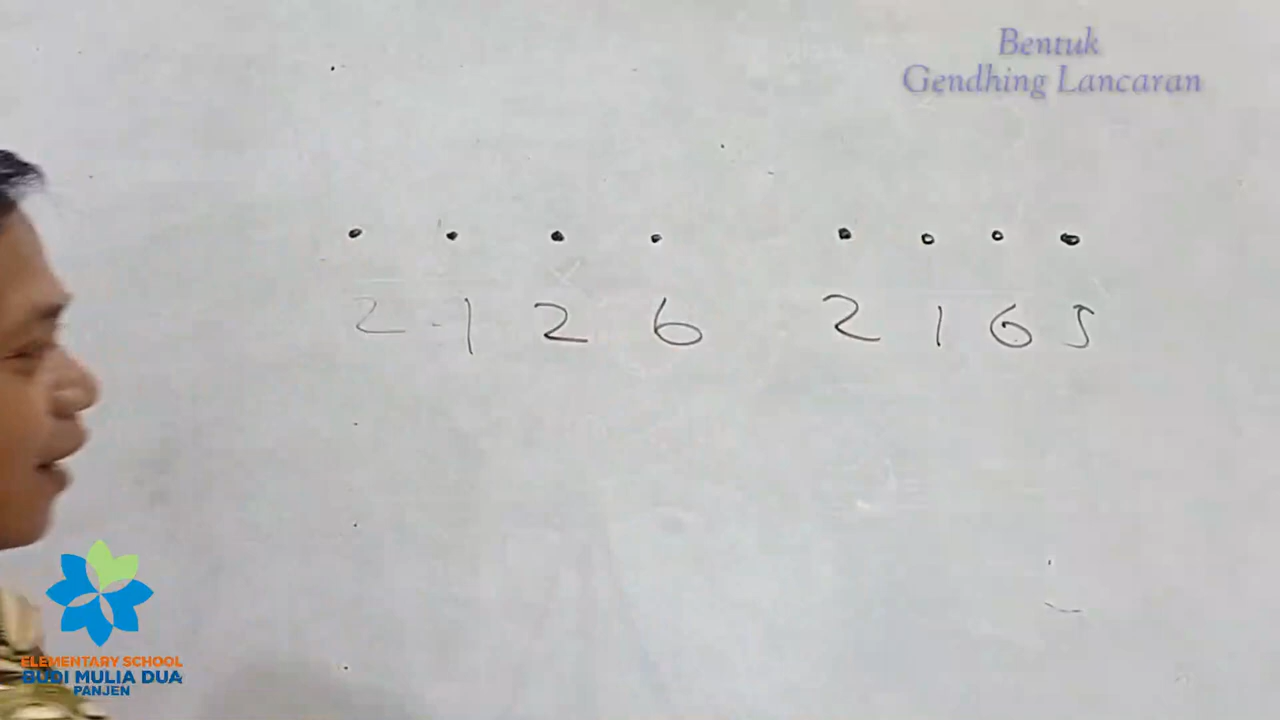 Bentuk
Gendhing Lancaran
. . . . . . . .
2 1 2 6 2 1 6 5
ELEMENTARY SCHOOL
BUDI MULIA DUA
PANJEN